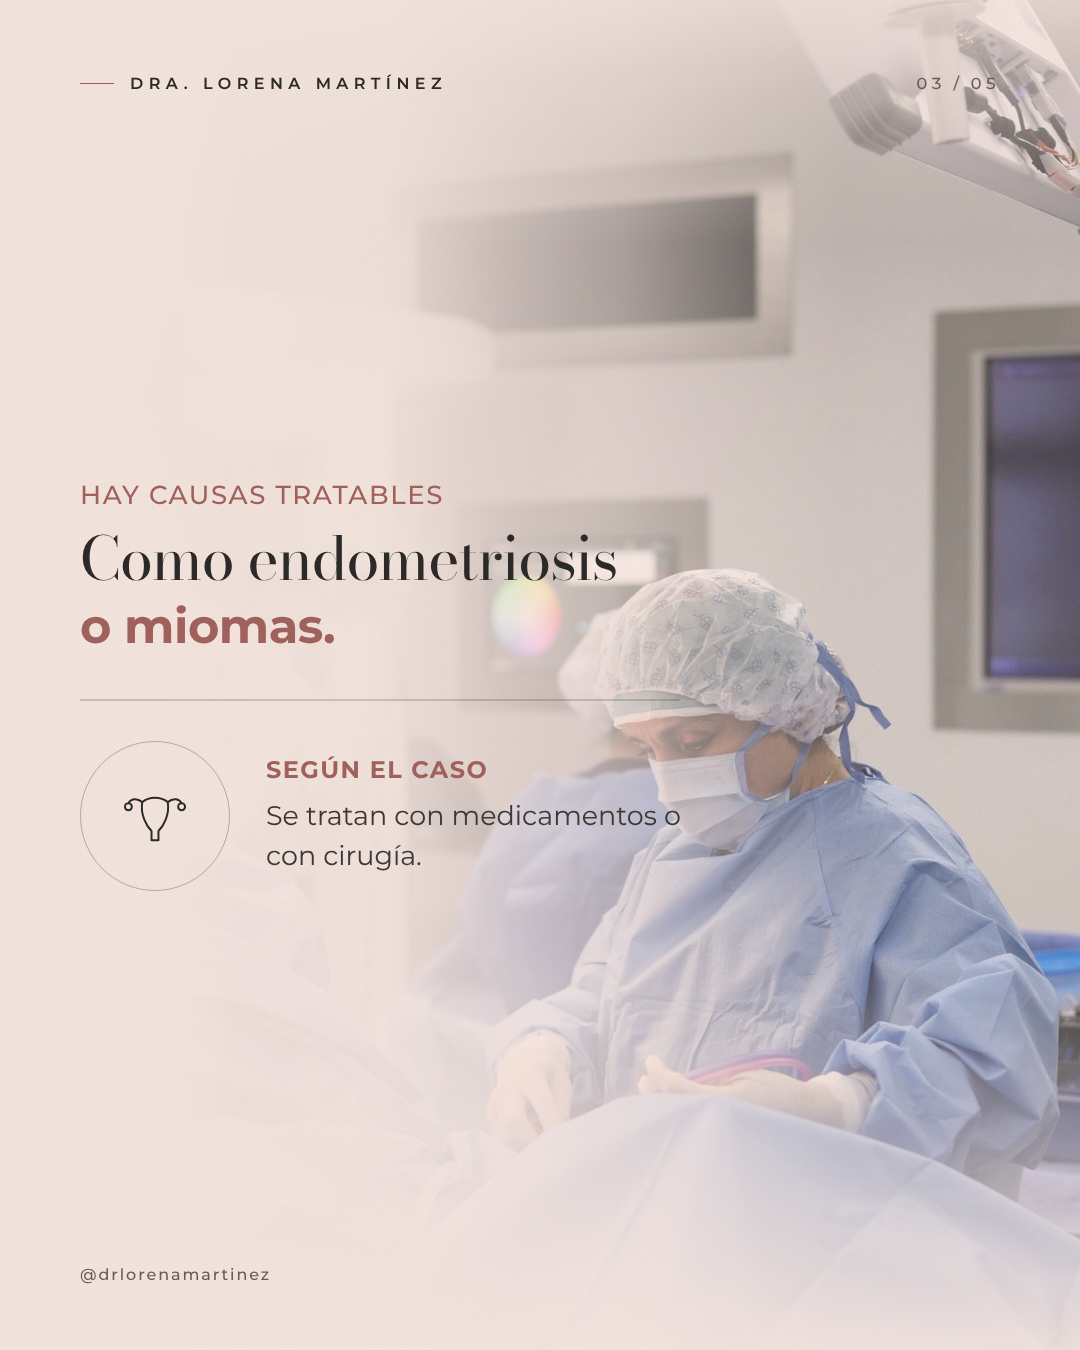 DRA. LORENA MARTÍNEZ
03 / 05
HAY CAUSAS TRATABLES
Como endometriosis
o miomas.
SEGÚN EL CASO
Se tratan con medicamentos o
con cirugía.
@drlorenamartinez